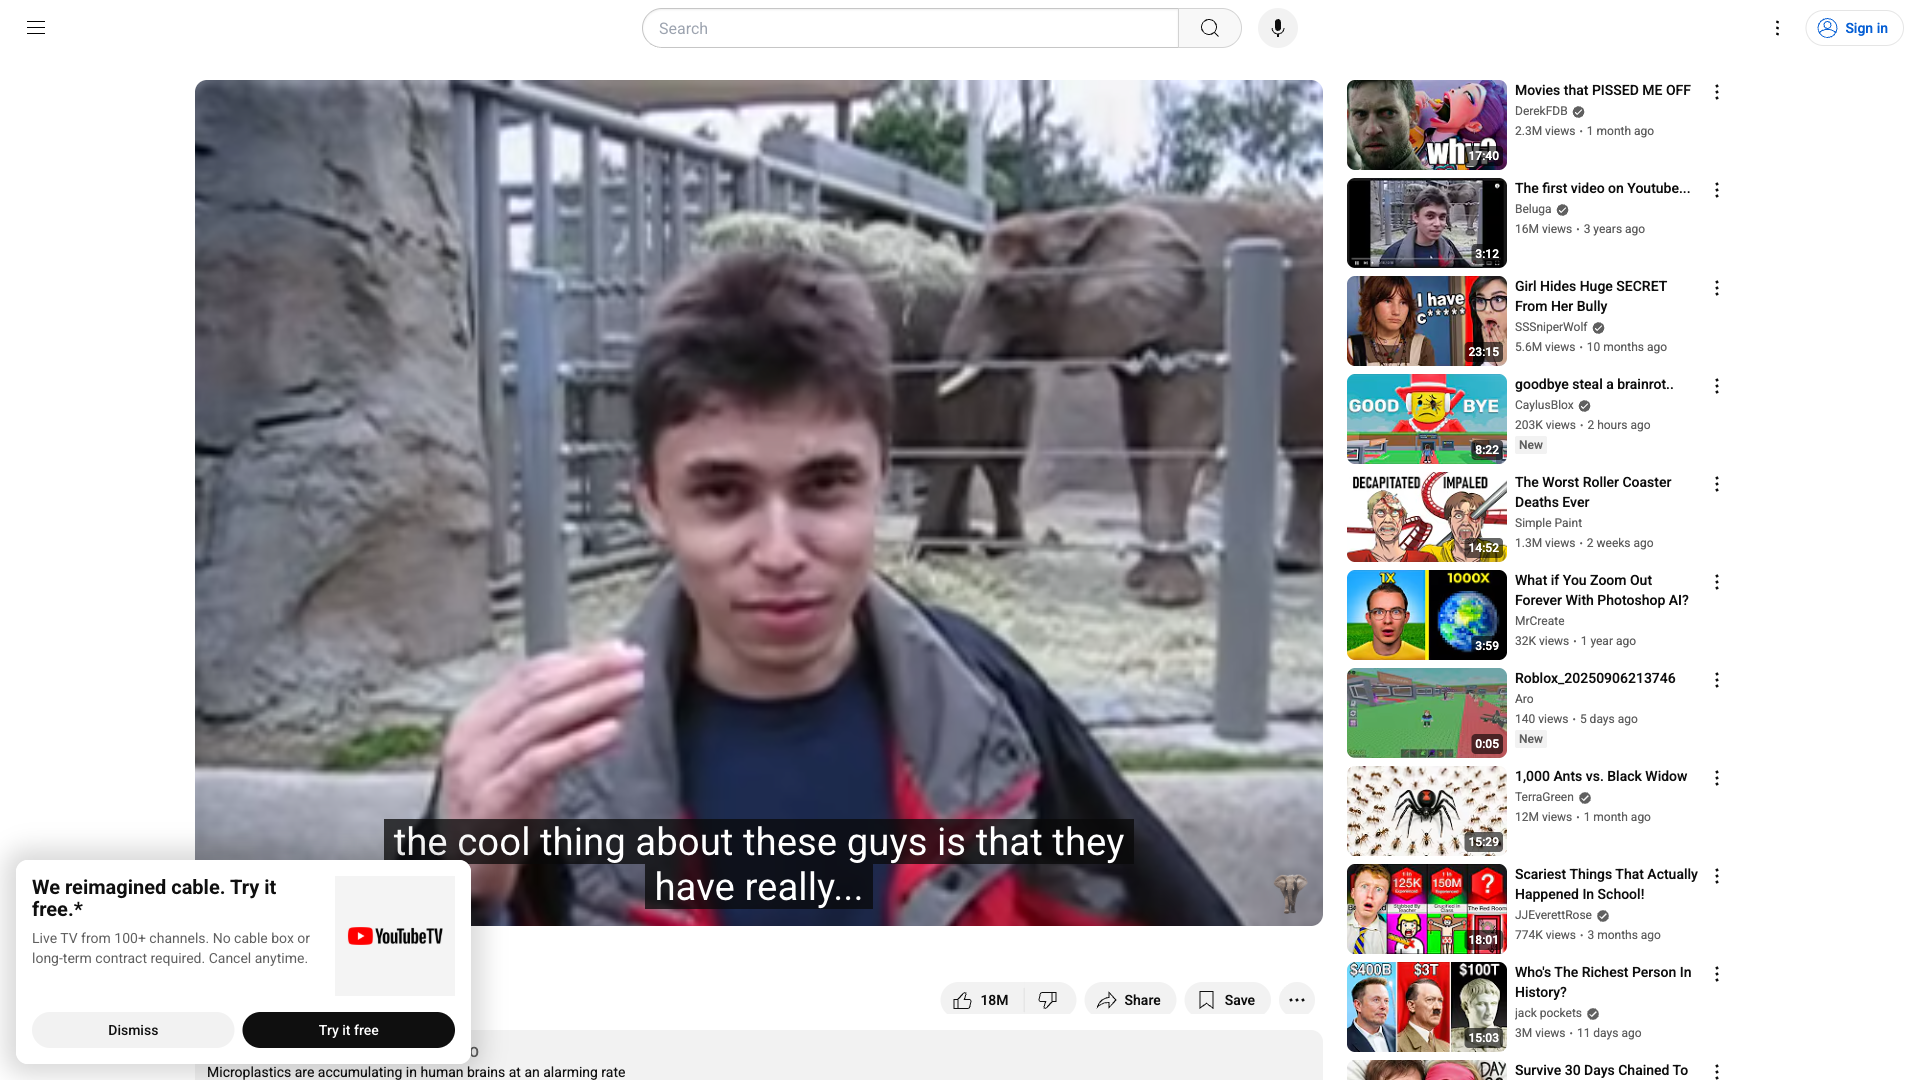 Search
Sign in
the cool thing about these guys is that they
have really...
We reimagined cable. Try it
free.*
Live TV from 100+ channels. No cable box or
long-term contract required. Cancel anytime.
YouTubeTV
Dismiss
Try it free
18M
Share
Save
Microplastics are accumulating in human brains at an alarming rate
why?
17:40
Movies that PISSED ME OFF
DerekFDB
2.3M views • 1 month ago
3:12
The first video on Youtube...
Beluga
16M views • 3 years ago
I have
c*****
23:15
Girl Hides Huge SECRET
From Her Bully
SSSniperWolf
5.6M views • 10 months ago
GOOD BYE
8:22
goodbye steal a brainrot..
CaylusBlox
203K views • 2 hours ago
New
DECAPITATED IMPALED
14:52
The Worst Roller Coaster
Deaths Ever
Simple Paint
1.3M views • 2 weeks ago
1X 1000X
3:59
What if You Zoom Out
Forever With Photoshop AI?
MrCreate
32K views • 1 year ago
0:05
Roblox_20250906213746
Aro
140 views • 5 days ago
New
15:29
1,000 Ants vs. Black Widow
TerraGreen
12M views • 1 month ago
125K 150M ?
18:01
Scariest Things That Actually
Happened In School!
JJEverettRose
774K views • 3 months ago
$400B $3T $100T
15:03
Who's The Richest Person In
History?
jack pockets
3M views • 11 days ago
DAY
Survive 30 Days Chained To